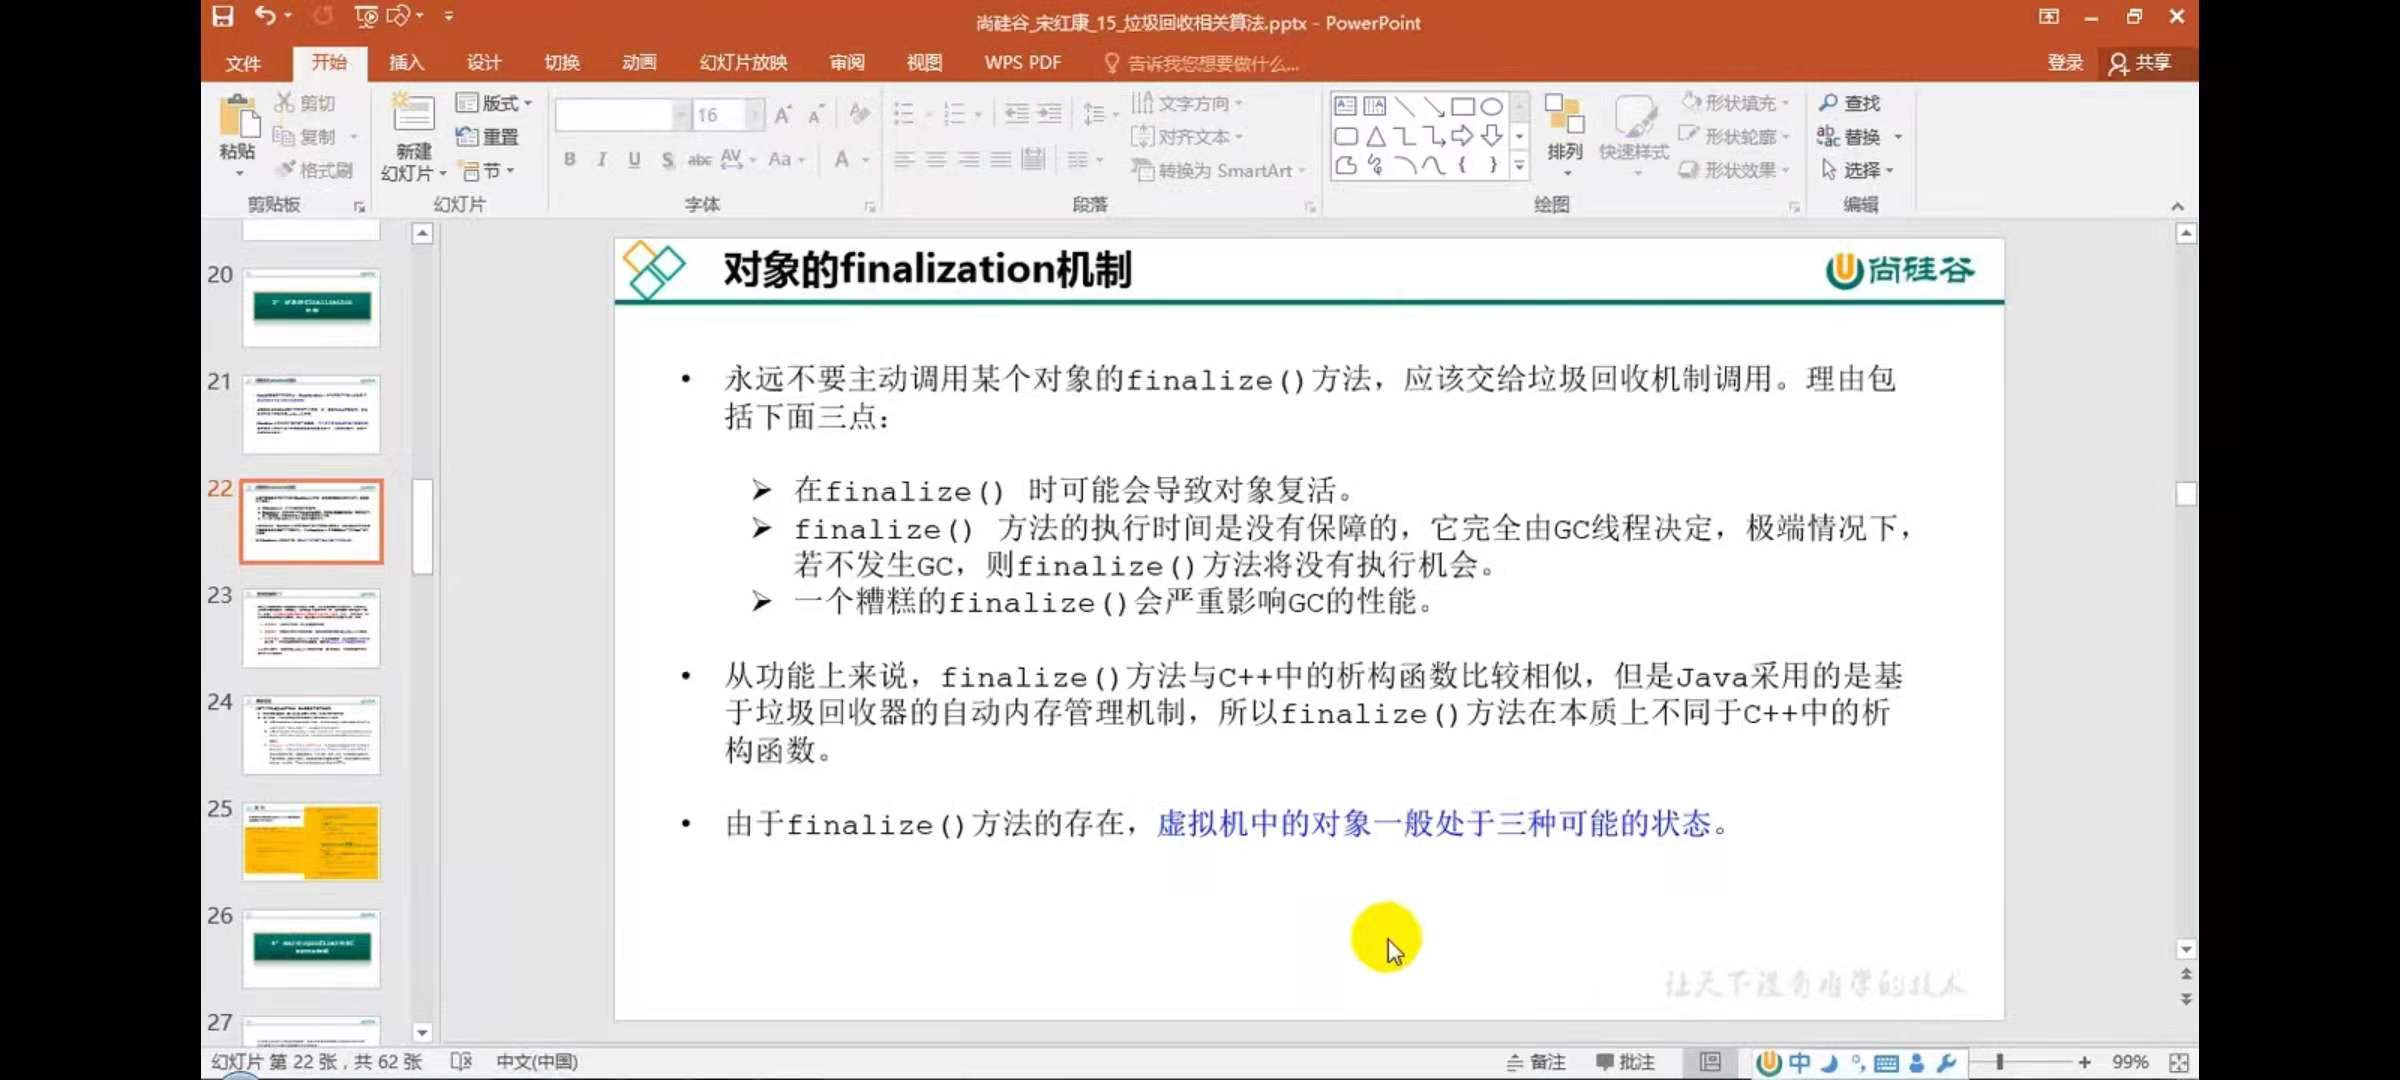 尚硅谷_宋红康_15_垃圾回收相关算法.pptx - PowerPoint
文件 开始 插入 设计 切换 动画 幻灯片放映 审阅 视图 WPS PDF 告诉我您想要做什么... 登录 共享
粘贴
剪切
复制
格式刷
剪贴板
新建
幻灯片
版式
重置
节
幻灯片
16
B I U S abc AV Aa A
字体
文字方向
对齐文本
转换为 SmartArt
段落
排列
快速样式
形状填充
形状轮廓
形状效果
绘图
查找
替换
选择
编辑
20
21
22
23
24
25
26
27
对象的finalization机制
尚硅谷
• 永远不要主动调用某个对象的finalize()方法，应该交给垃圾回收机制调用。理由包
括下面三点：
➢ 在finalize() 时可能会导致对象复活。
➢ finalize() 方法的执行时间是没有保障的，它完全由GC线程决定，极端情况下，
若不发生GC，则finalize()方法将没有执行机会。
➢ 一个糟糕的finalize()会严重影响GC的性能。
• 从功能上来说，finalize()方法与C++中的析构函数比较相似，但是Java采用的是基
于垃圾回收器的自动内存管理机制，所以finalize()方法在本质上不同于C++中的析
构函数。
• 由于finalize()方法的存在，虚拟机中的对象一般处于三种可能的状态。
让天下没有难学的技术
幻灯片 第 22 张，共 62 张 中文(中国) 备注 批注 中 99%